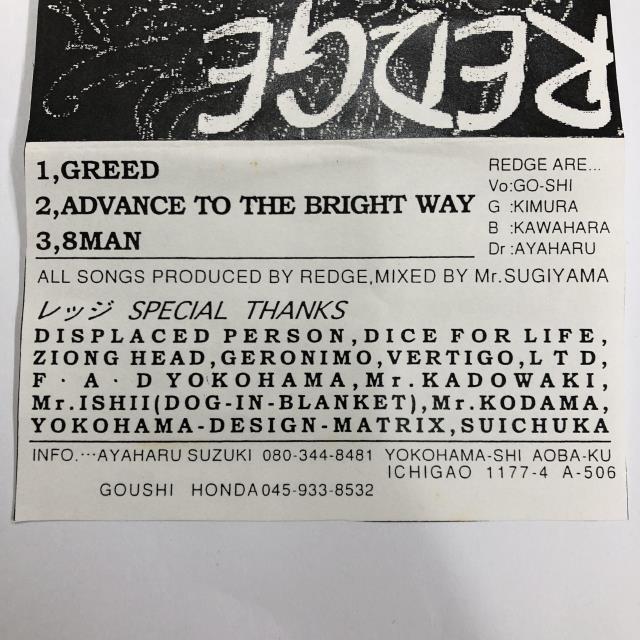 REDGE
1,GREED
2,ADVANCE TO THE BRIGHT WAY
3,8MAN
REDGE ARE...
Vo:GO-SHI
G :KIMURA
B :KAWAHARA
Dr:AYAHARU
ALL SONGS PRODUCED BY REDGE,MIXED BY Mr.SUGIYAMA
レッジ SPECIAL THANKS
DISPLACED PERSON,DICE FOR LIFE,
ZIONG HEAD,GERONIMO,VERTIGO,LTD,
F・A・D YOKOHAMA,Mr.KADOWAKI,
Mr.ISHII(DOG-IN-BLANKET),Mr.KODAMA,
YOKOHAMA-DESIGN-MATRIX,SUICHUKA
INFO.…AYAHARU SUZUKI 080-344-8481 YOKOHAMA-SHI AOBA-KU
ICHIGAO 1177-4 A-506
GOUSHI HONDA045-933-8532